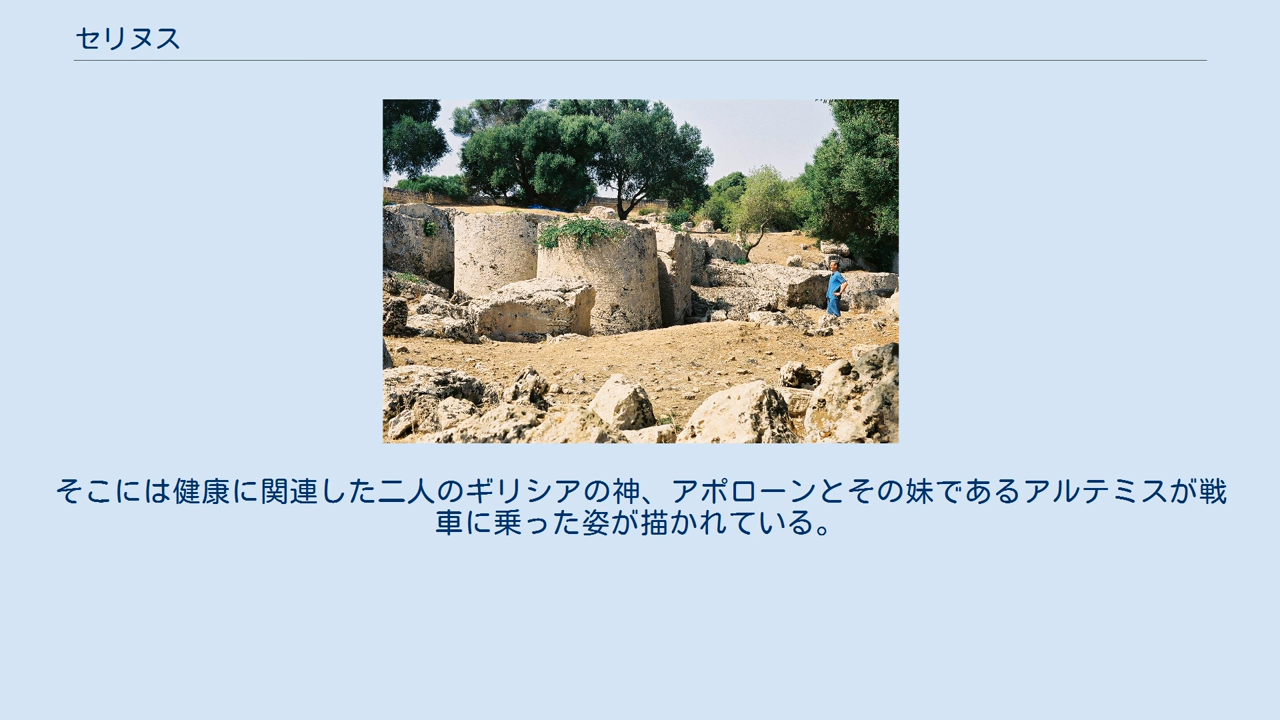 セリヌス
そこには健康に関連した二人のギリシアの神、アポローンとその妹であるアルテミスが戦
車に乗った姿が描かれている。